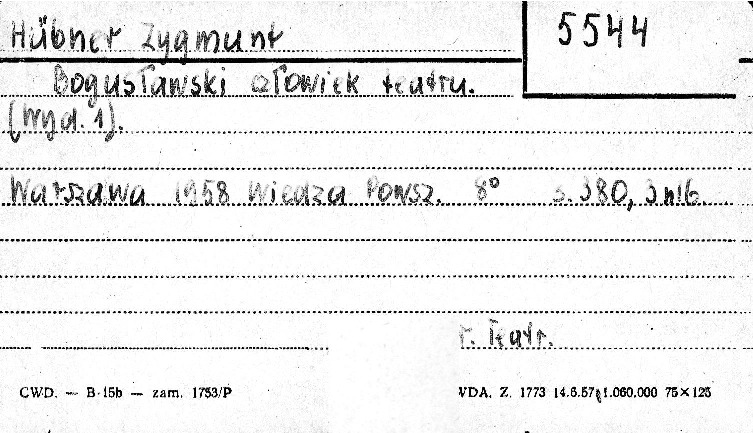 Hübner Zygmunt
5544
Bogusławski człowiek teatru.
(Wyd. 1).
Warszawa 1958 Wiedza Powsz. 8° s. 380, 3 nlb.
r. Teatr.
CWD. — B-15b — zam. 1753/P
VDA. Z. 1773 14.6.57 1.060.000 75×125